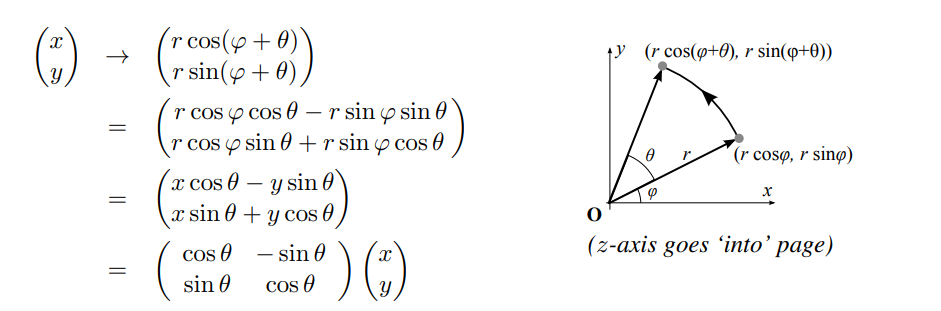 (x y) → (r cos(φ + θ) r sin(φ + θ))
= (r cos φ cos θ − r sin φ sin θ r cos φ sin θ + r sin φ cos θ)
= (x cos θ − y sin θ x sin θ + y cos θ)
= (cos θ − sin θ sin θ cos θ) (x y)
y (r cos(φ+θ), r sin(φ+θ))
θ r (r cosφ, r sinφ)
φ x
O
(z-axis goes ‘into’ page)